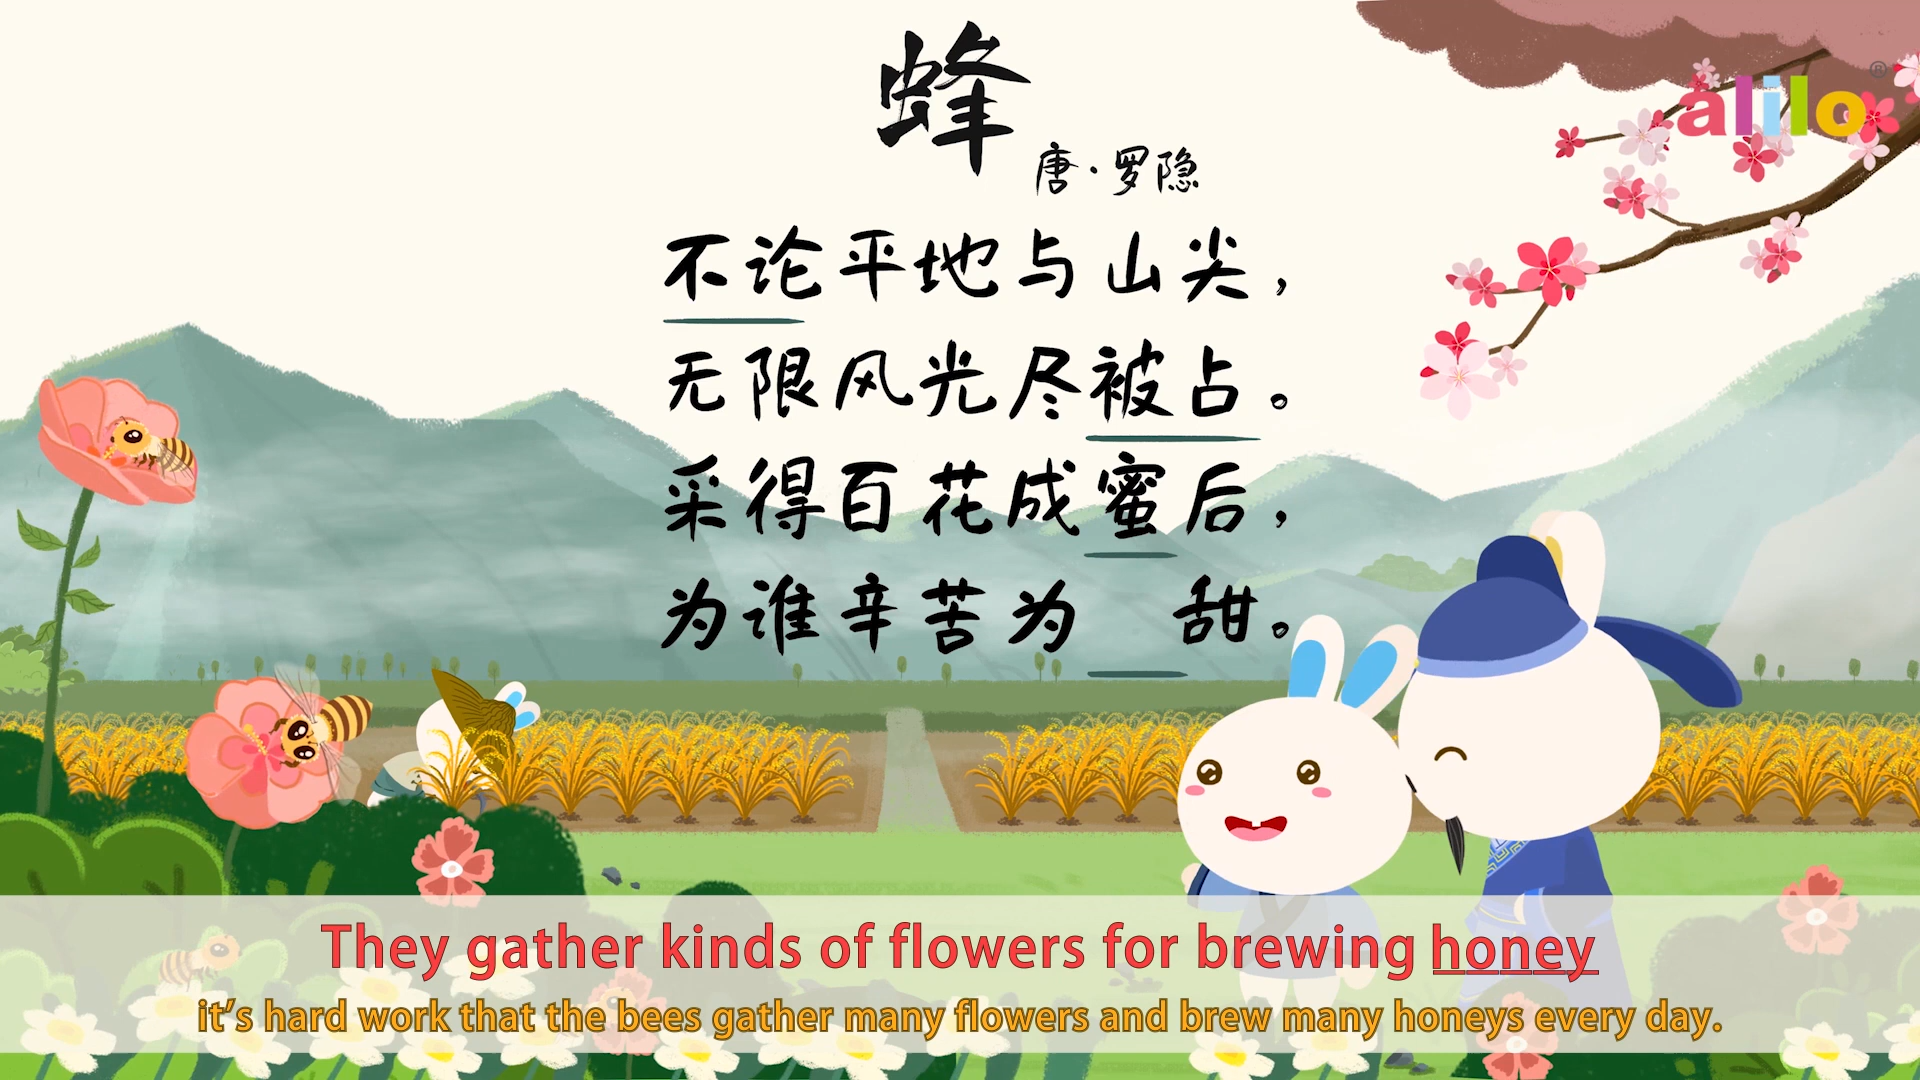 蜂
唐·罗隐
alilo®
不论平地与山尖，
无限风光尽被占。
采得百花成蜜后，
为谁辛苦为 甜。
They gather kinds of flowers for brewing honey
it's hard work that the bees gather many flowers and brew many honeys every day.